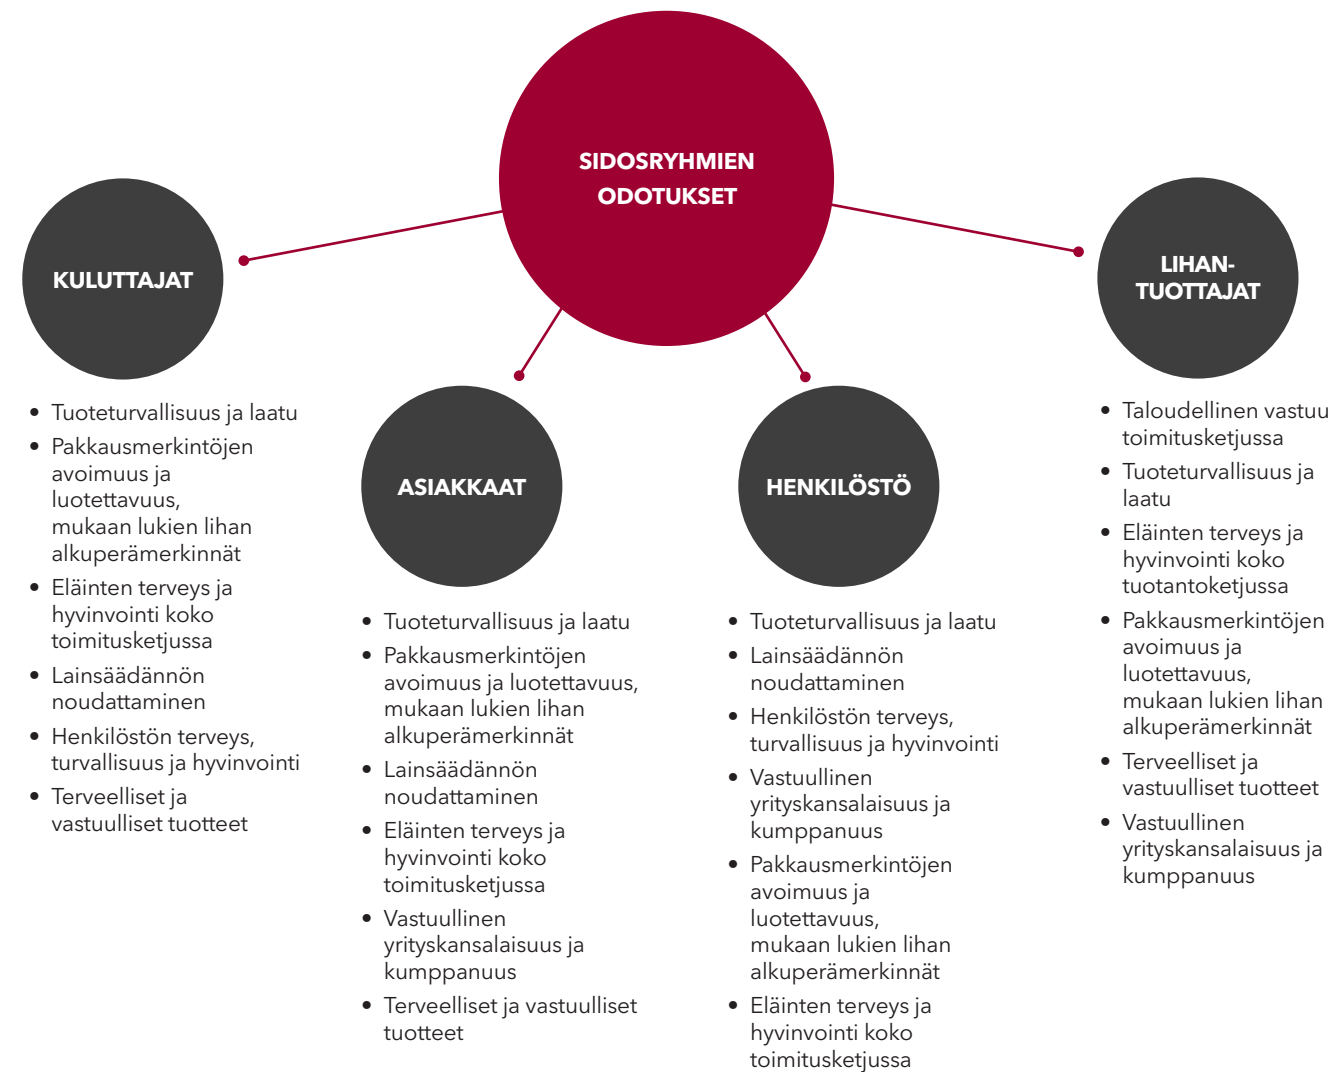 SIDOSRYHMIEN
ODOTUKSET
KULUTTAJAT
• Tuoteturvallisuus ja laatu
• Pakkausmerkintöjen
avoimuus ja
luotettavuus,
mukaan lukien lihan
alkuperämerkinnät
• Eläinten terveys ja
hyvinvointi koko
toimitusketjussa
• Lainsäädännön
noudattaminen
• Henkilöstön terveys,
turvallisuus ja hyvinvointi
• Terveelliset ja
vastuulliset tuotteet
ASIAKKAAT
• Tuoteturvallisuus ja laatu
• Pakkausmerkintöjen
avoimuus ja luotettavuus,
mukaan lukien lihan
alkuperämerkinnät
• Lainsäädännön
noudattaminen
• Eläinten terveys ja
hyvinvointi koko
toimitusketjussa
• Vastuullinen
yrityskansalaisuus ja
kumppanuus
• Terveelliset ja vastuulliset
tuotteet
HENKILÖSTÖ
• Tuoteturvallisuus ja laatu
• Lainsäädännön
noudattaminen
• Henkilöstön terveys,
turvallisuus ja hyvinvointi
• Vastuullinen
yrityskansalaisuus ja
kumppanuus
• Pakkausmerkintöjen
avoimuus ja
luotettavuus,
mukaan lukien lihan
alkuperämerkinnät
• Eläinten terveys ja
hyvinvointi koko
toimitusketjussa
LIHAN-
TUOTTAJAT
• Taloudellinen vastuu
toimitusketjussa
• Tuoteturvallisuus ja
laatu
• Eläinten terveys ja
hyvinvointi koko
tuotantoketjussa
• Pakkausmerkintöjen
avoimuus ja
luotettavuus,
mukaan lukien lihan
alkuperämerkinnät
• Terveelliset ja
vastuulliset tuotteet
• Vastuullinen
yrityskansalaisuus ja
kumppanuus